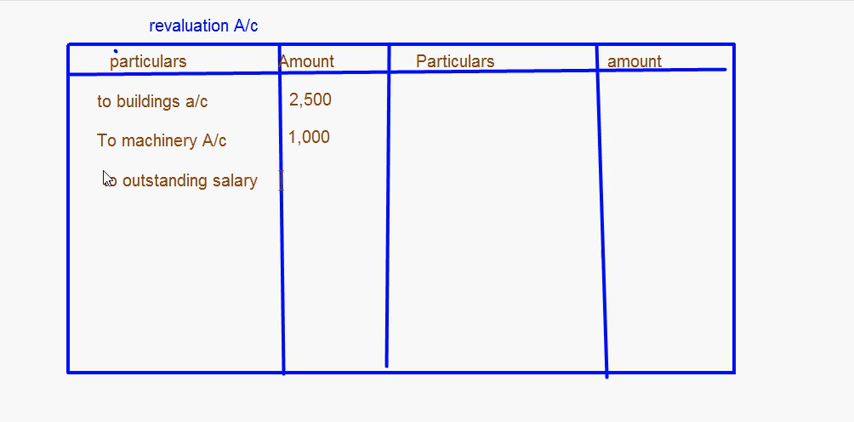 revaluation A/c
particulars Amount Particulars amount
to buildings a/c 2,500
To machinery A/c 1,000
outstanding salary